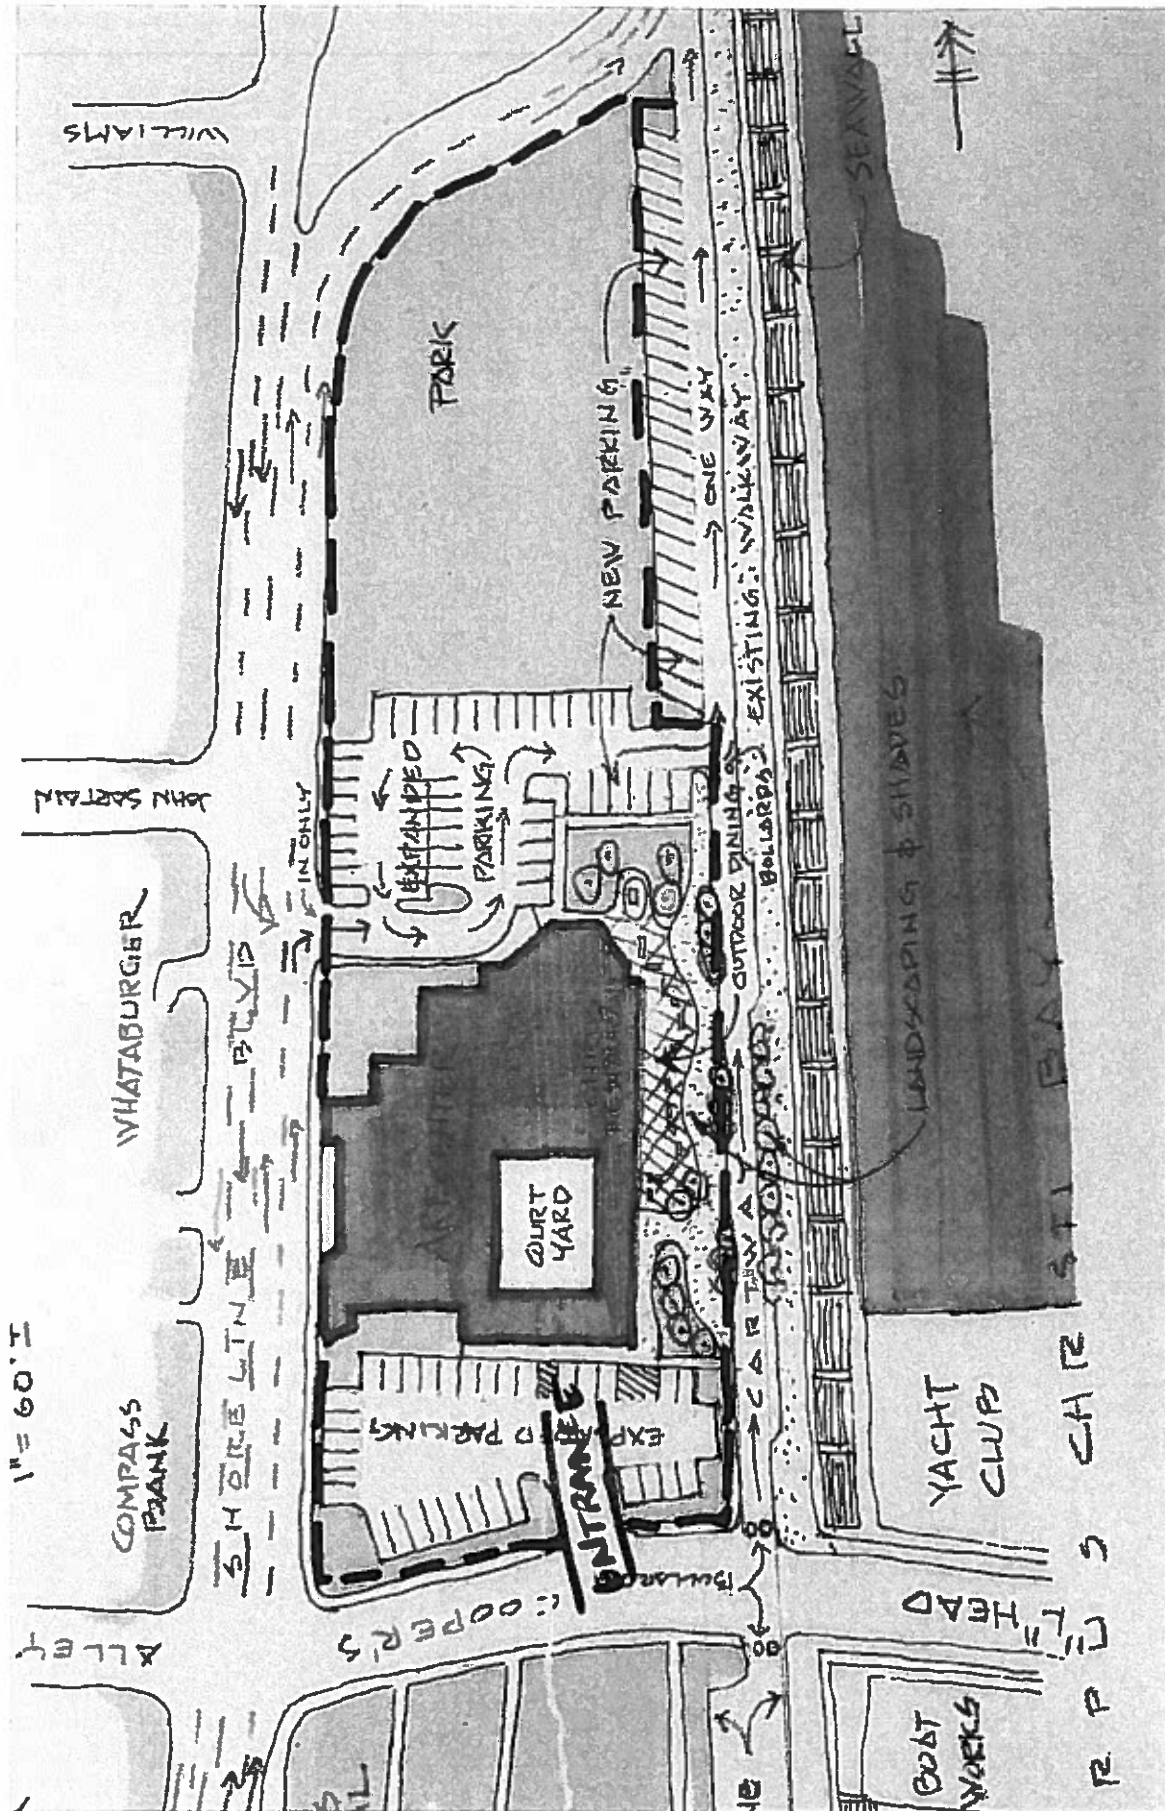 1" = 60'±
WILLIAMS
JOHN SARTAIN
WHATABURGER
COMPASS
BANK
SHORELINE BLVD
IN ONLY
PARK
NEW PARKING
EXPANDED
PARKING
ONE WAY
EXISTING WALKWAY
SEAWALL
LANDSCAPING & SHADES
OUTDOOR DINING
BOLLARDS
ART CENTER
COURT
YARD
PARKING
ENTRANCE
CARTWAY
BAY
YACHT
CLUB
COOPER'S
ALLEY
"L" HEAD
BOAT
WORKS